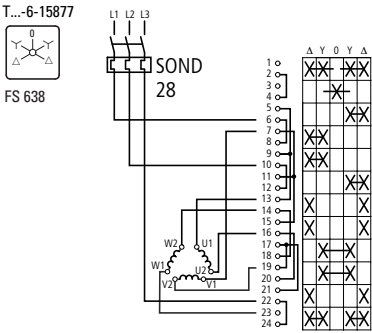 T...-6-15877
L1 L2 L3
0
Y Y
Δ Δ
FS 638
SOND
28
Δ Y 0 Y Δ
1
2
3
4
5
6
7
8
9
10
11
12
13
14
15
16
17
18
19
20
21
22
23
24
W2 U1
W1 U2
V2 V1